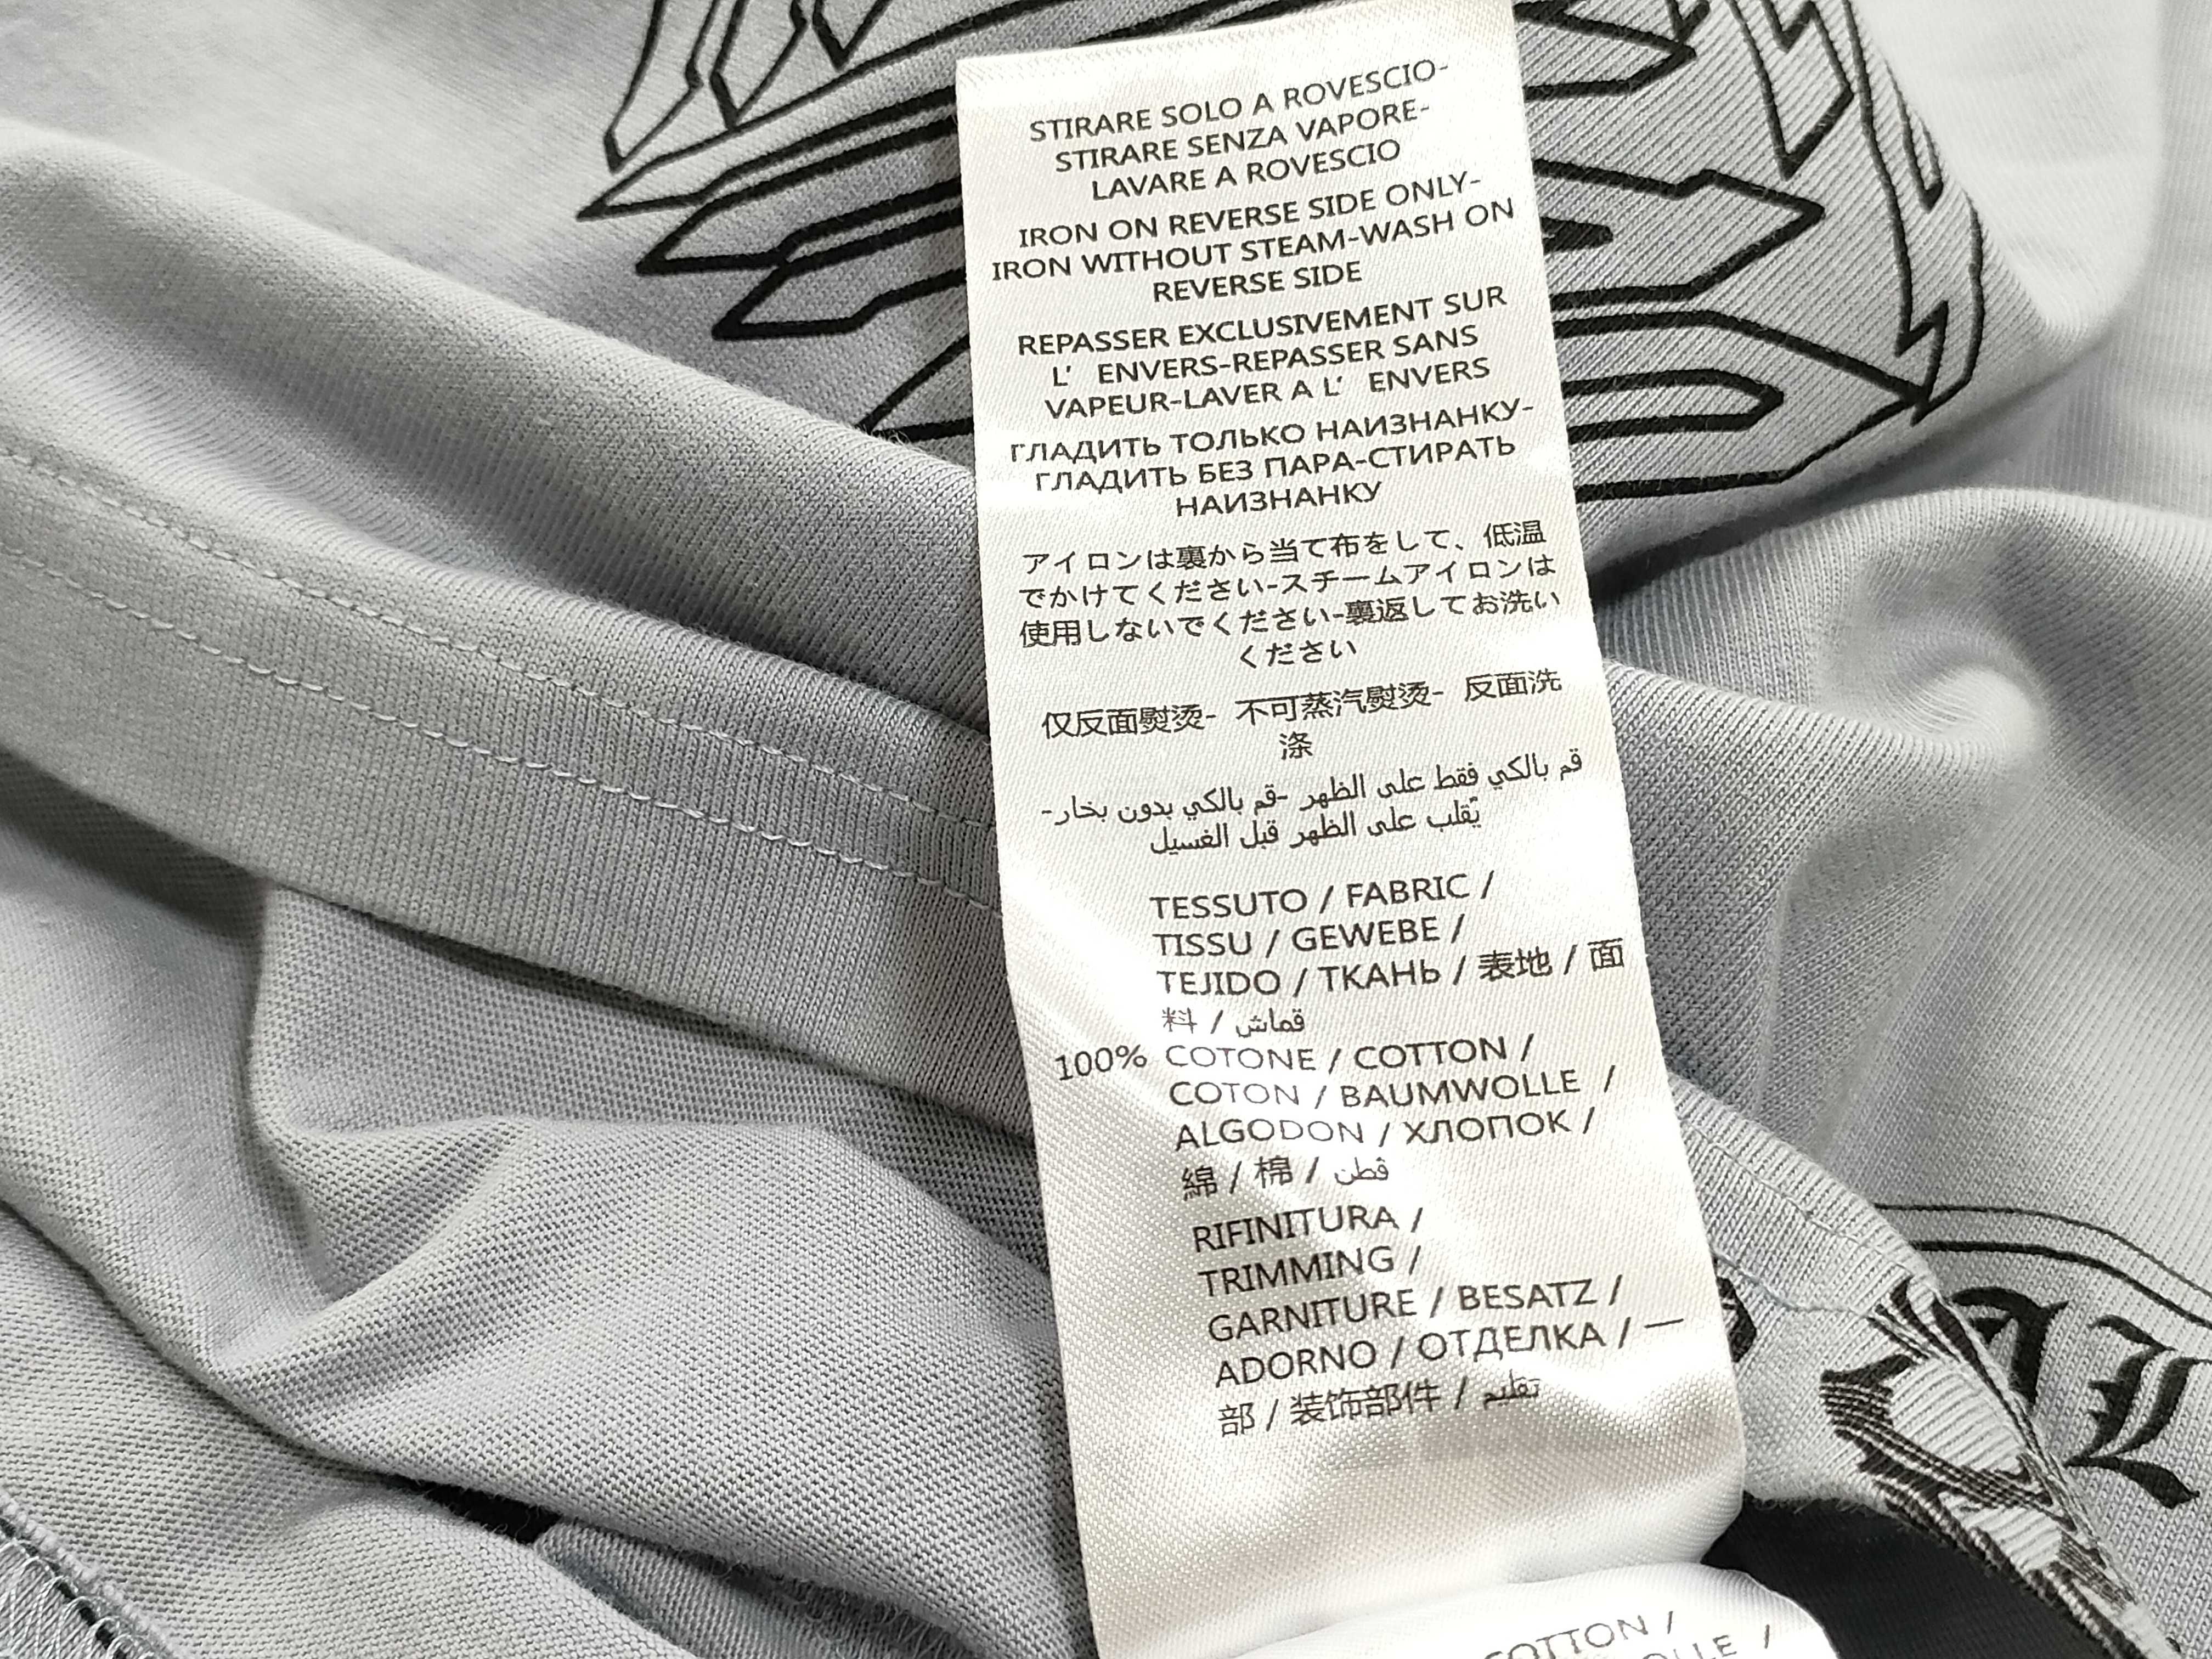 STIRARE SOLO A ROVESCIO-
STIRARE SENZA VAPORE-
LAVARE A ROVESCIO
IRON ON REVERSE SIDE ONLY-
IRON WITHOUT STEAM-WASH ON
REVERSE SIDE
REPASSER EXCLUSIVEMENT SUR
L' ENVERS-REPASSER SANS
VAPEUR-LAVER A L' ENVERS
ГЛАДИТЬ ТОЛЬКО НАИЗНАНКУ-
ГЛАДИТЬ БЕЗ ПАРА-СТИРАТЬ
НАИЗНАНКУ
アイロンは裏から当て布をして、低温
でかけてください-スチームアイロンは
使用しないでください-裏返してお洗い
ください
仅反面熨烫- 不可蒸汽熨烫- 反面洗
涤
قم بالكي فقط على الظهر -قم بالكي بدون بخار-
يّقلب على الظهر قبل الغسيل
TESSUTO / FABRIC /
TISSU / GEWEBE /
TEJIDO / ТКАНЬ / 表地 / 面
料 / قماش
100% COTONE / COTTON /
COTON / BAUMWOLLE /
ALGODON / ХЛОПОК /
綿 / 棉 / قطن
RIFINITURA /
TRIMMING /
GARNITURE / BESATZ /
ADORNO / ОТДЕЛКА / 一
部 / 装饰部件 / تقليم
COTTON /